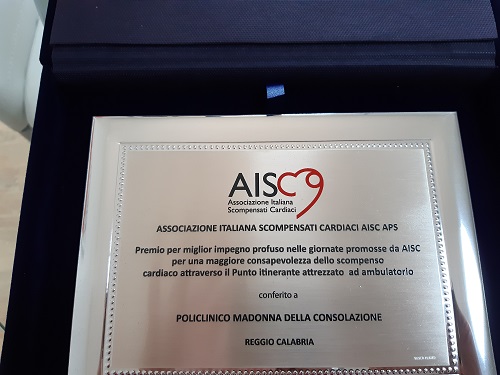 AISC
Associazione Italiana
Scompensati Cardiaci
ASSOCIAZIONE ITALIANA SCOMPENSATI CARDIACI AISC APS
Premio per miglior impegno profuso nelle giornate promosse da AISC
per una maggiore consapevolezza dello scompenso
cardiaco attraverso il Punto itinerante attrezzato ad ambulatorio
conferito a
POLICLINICO MADONNA DELLA CONSOLAZIONE
REGGIO CALABRIA